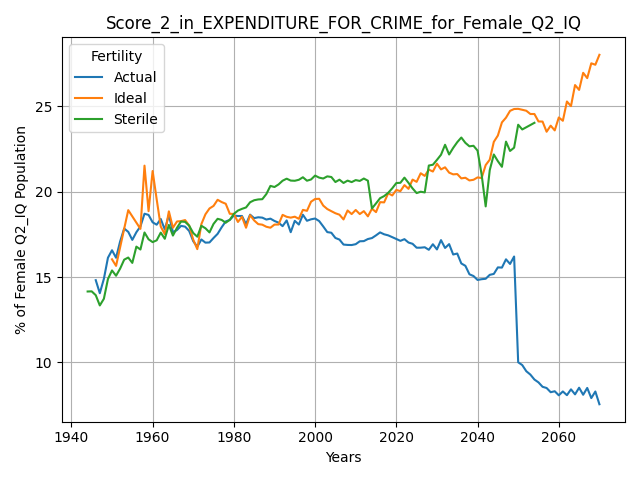 Score_2_in_EXPENDITURE_FOR_CRIME_for_Female_Q2_IQ
Fertility
Actual
Ideal
Sterile
% of Female Q2_IQ Population
25
20
15
10
1940
1960
1980
2000
2020
2040
2060
Years